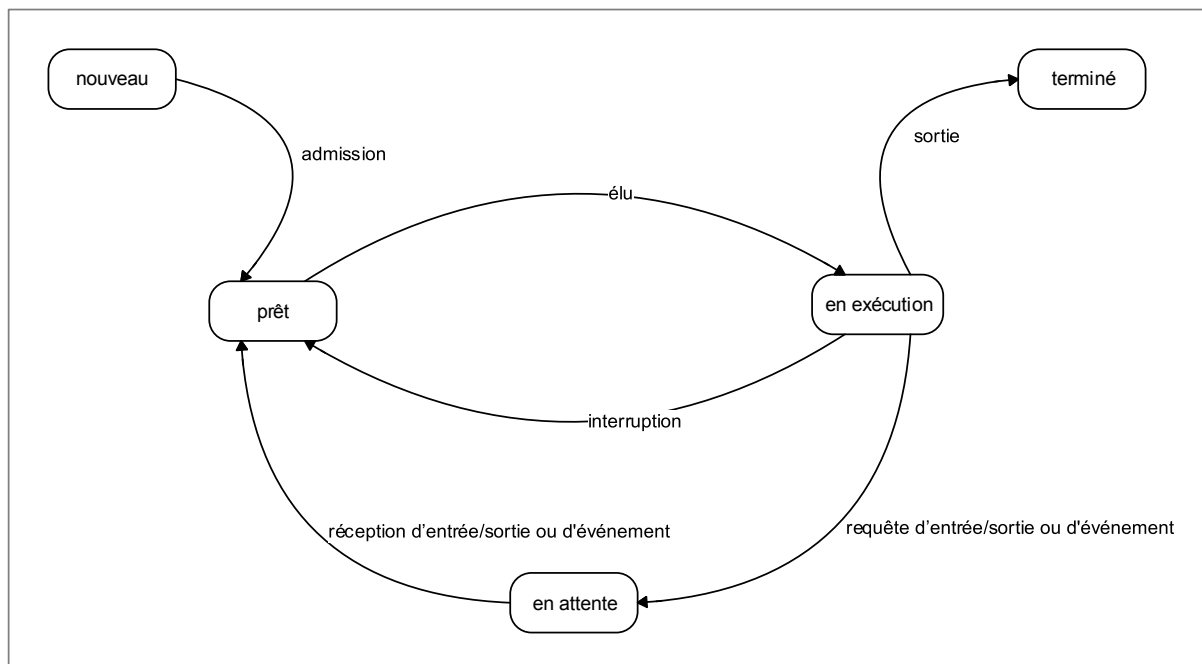 nouveau
terminé
sortie
admission
élu
prêt
en exécution
interruption
réception d’entrée/sortie ou d'événement
requête d’entrée/sortie ou d'événement
en attente